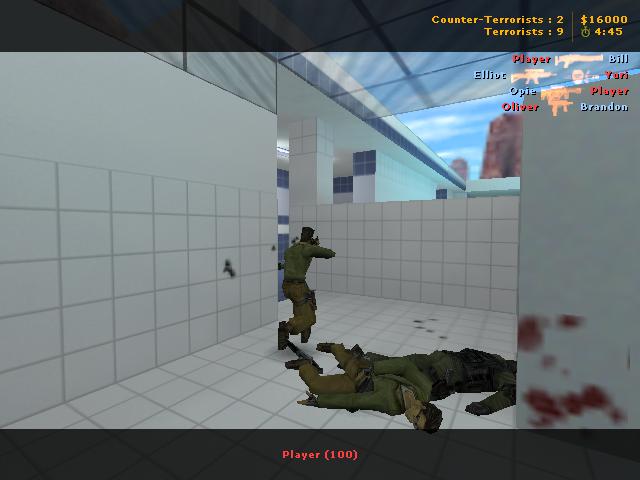 Counter-Terrorists : 2 $16000
Terrorists : 9 4:45
Player Bill
Elliot Yuri
Opie Player
Oliver Brandon
Player (100)